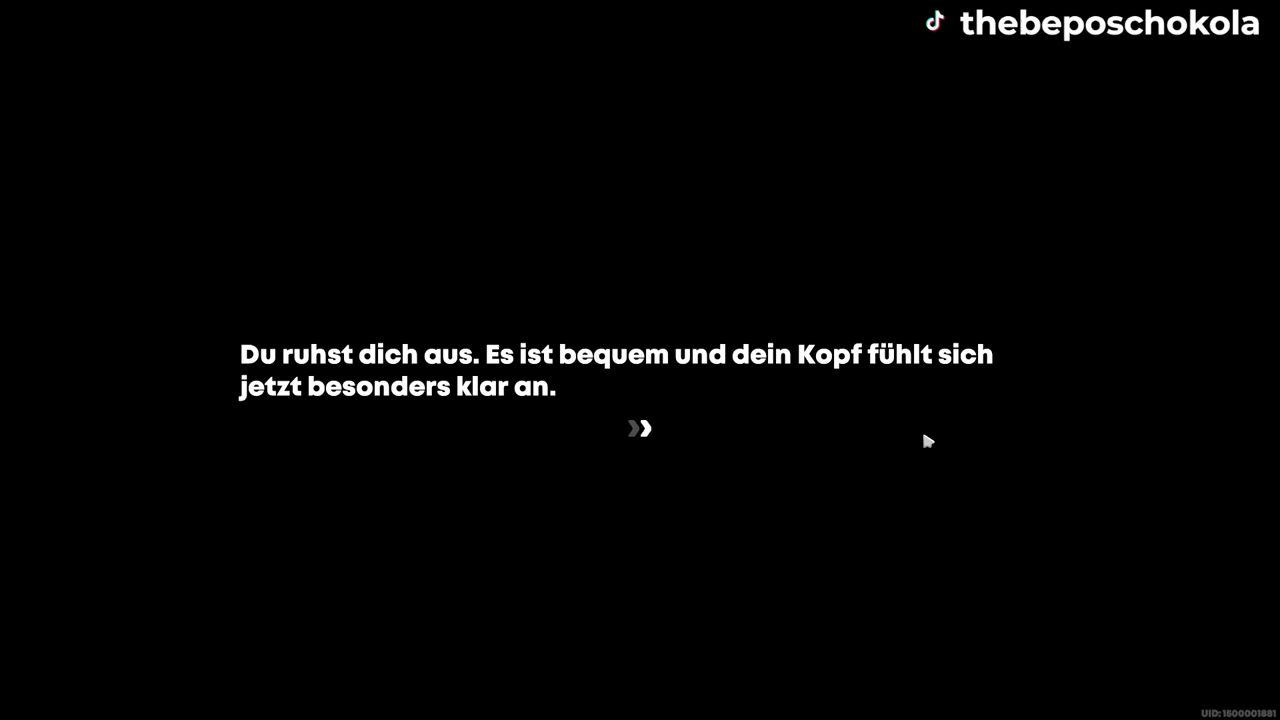 thebeposchokola
Du ruhst dich aus. Es ist bequem und dein Kopf fühlt sich
jetzt besonders klar an.
UID: 1500001881